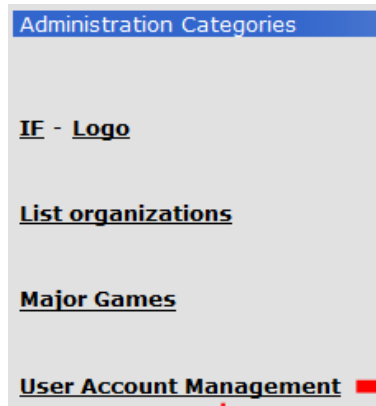 Administration Categories
IF - Logo
List organizations
Major Games
User Account Management